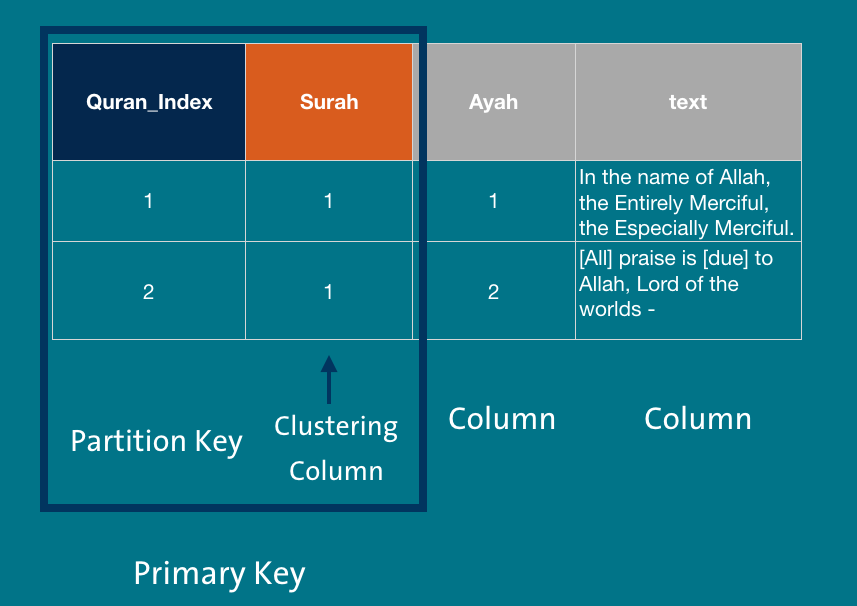 Quran_Index
Surah
Ayah
text
1
1
1
In the name of Allah,
the Entirely Merciful,
the Especially Merciful.
2
1
2
[All] praise is [due] to
Allah, Lord of the
worlds -
Partition Key
Clustering
Column
Column
Column
Primary Key